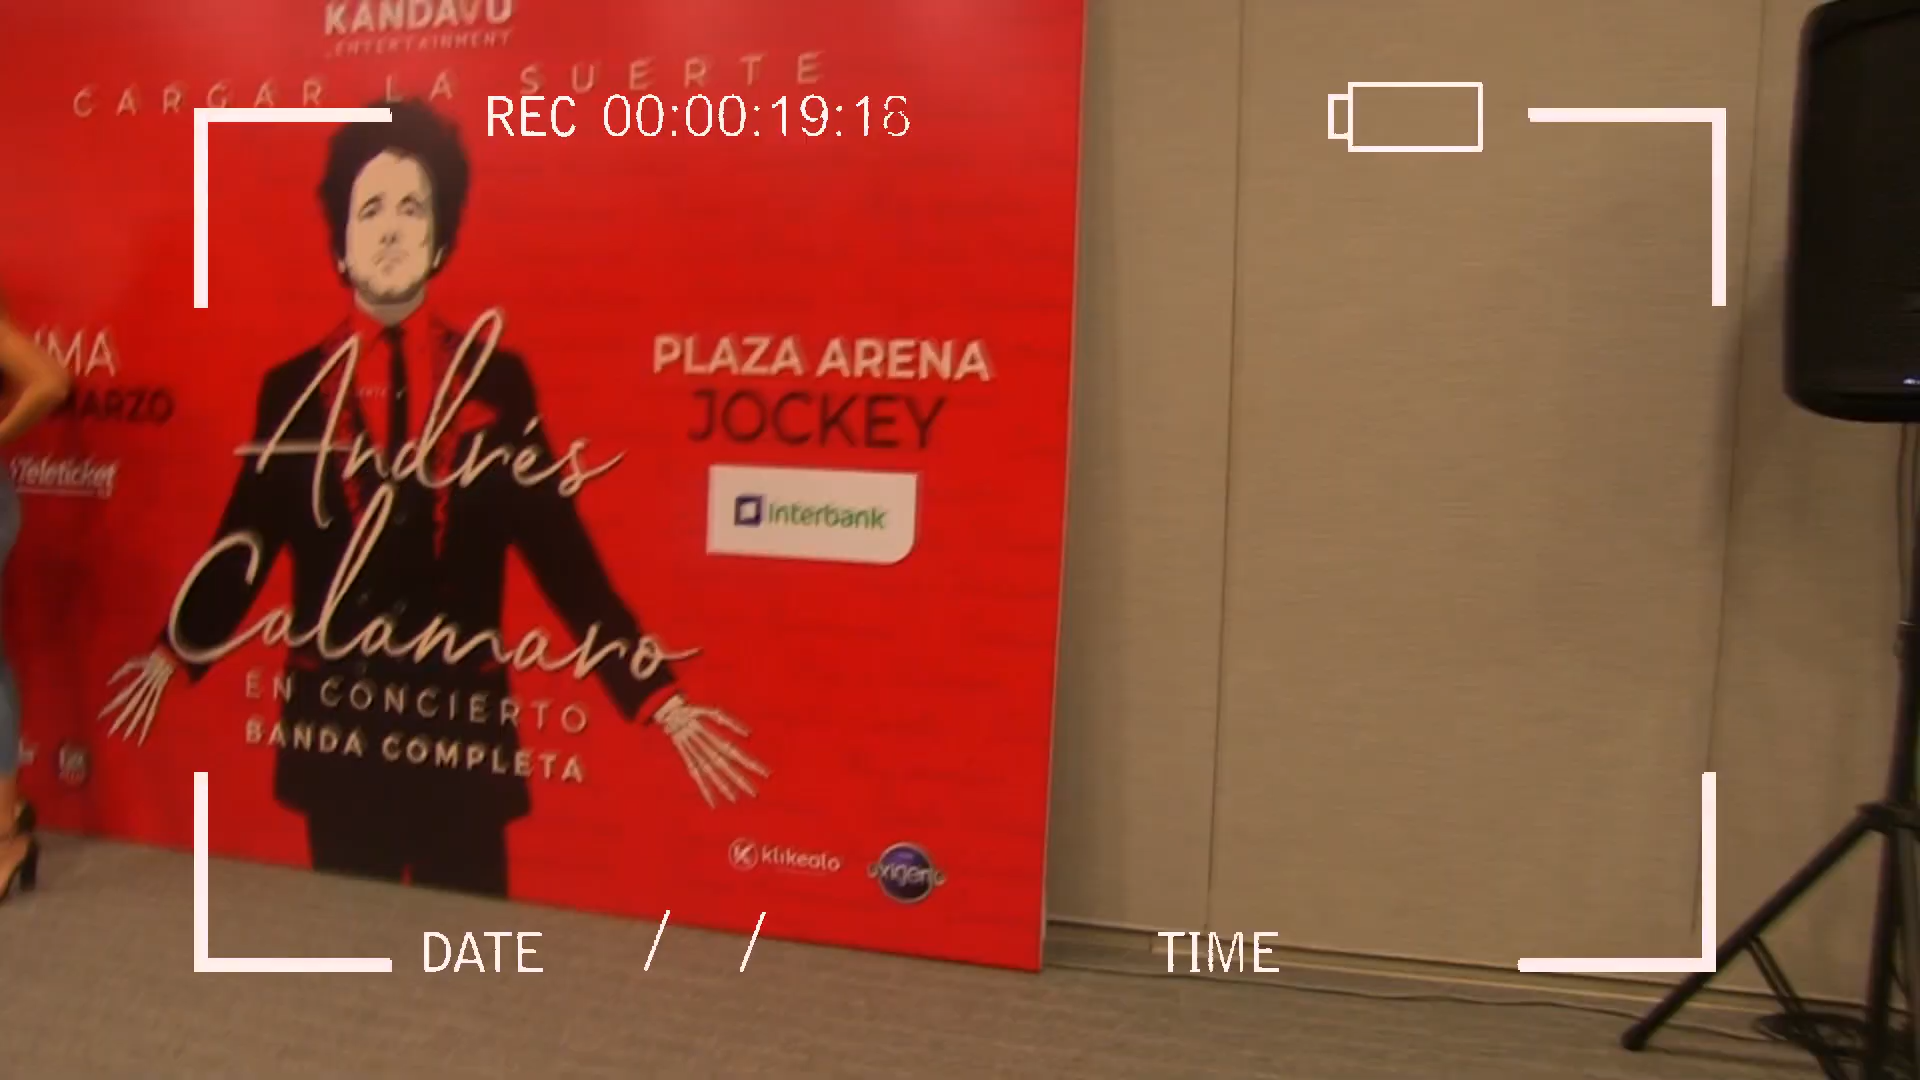 KANDAVU
ENTERTAINMENT
CARGAR LA SUERTE
REC 00:00:19:16
MARZO
Teleticket
Andrés
Calamaro
EN CONCIERTO
BANDA COMPLETA
PLAZA ARENA
JOCKEY
interbank
klikealo
oxigeno
DATE / /
TIME